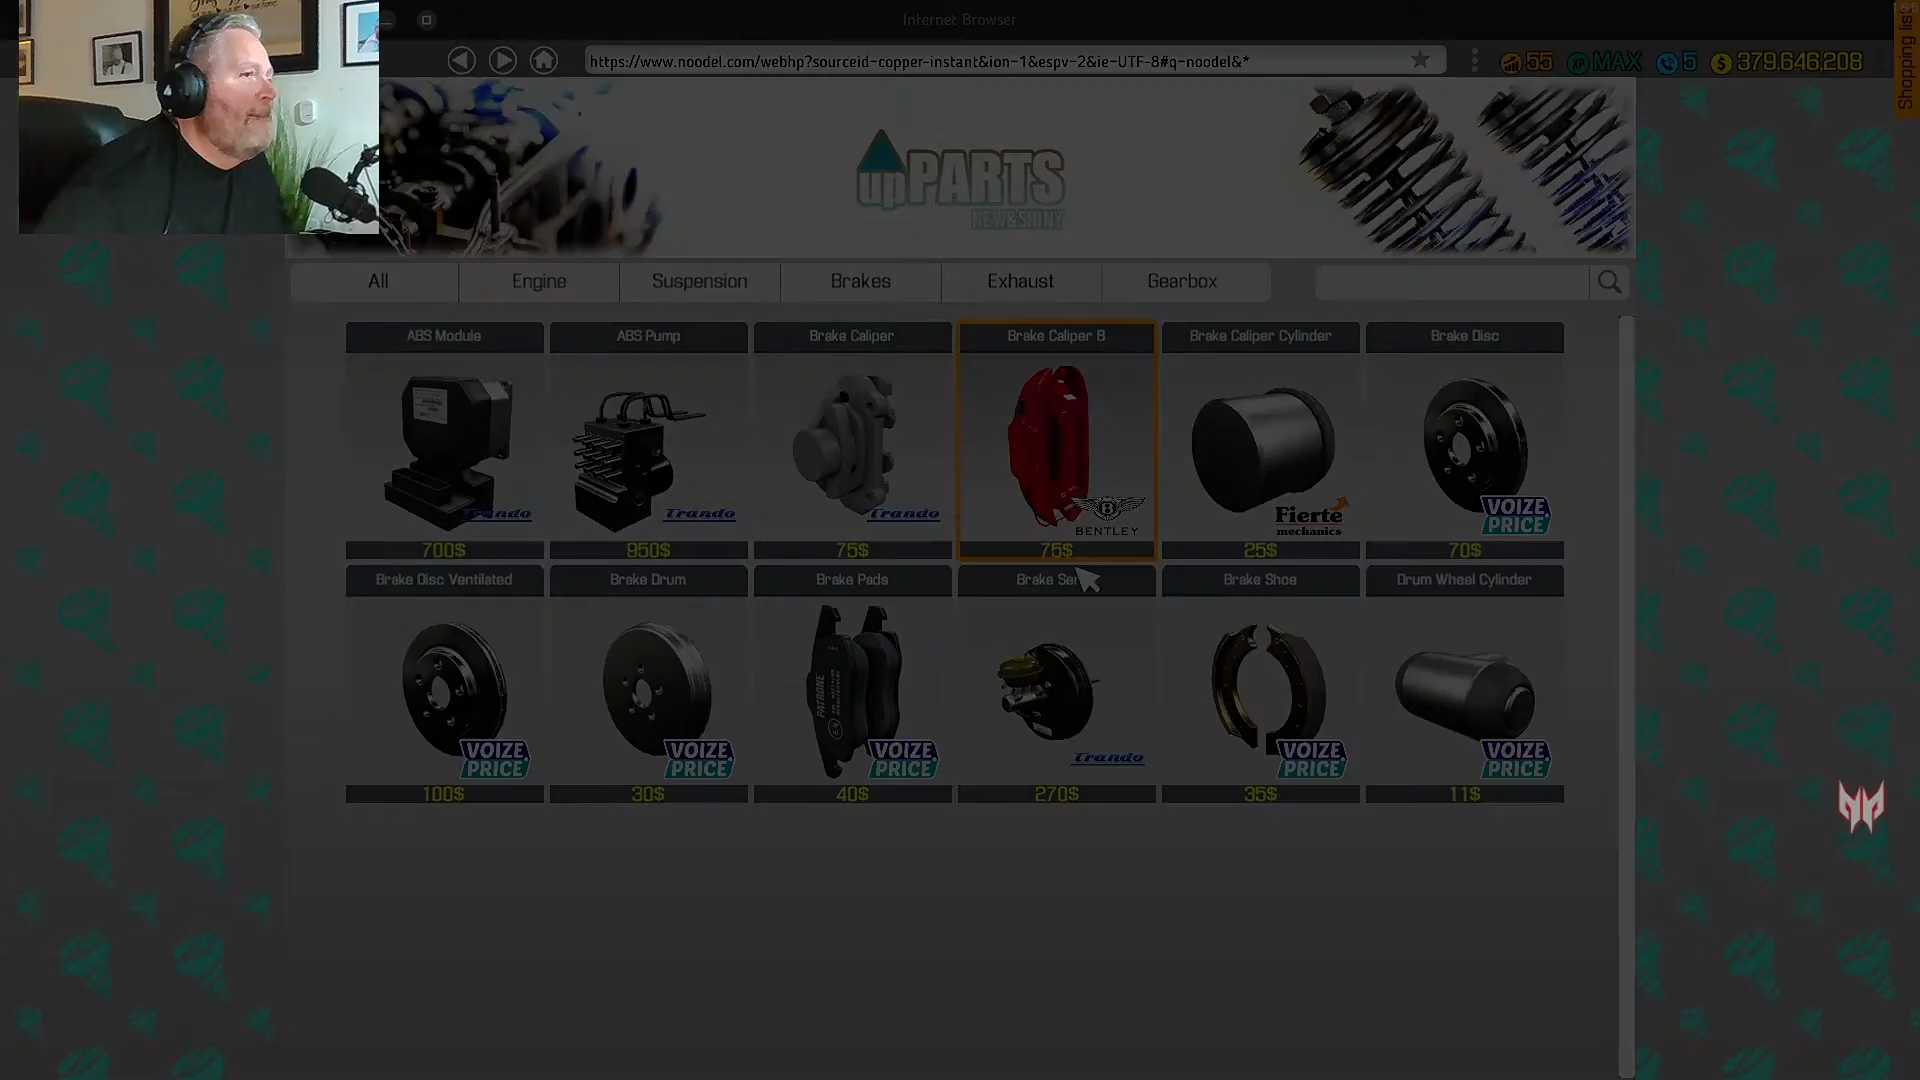 Internet Browser
https://www.noodel.com/webhp?sourceid-copper-instant&ion-1&espv-2&ie-UTF-8#q-noodel&*
55 XP MAX 5 $ 379,646,208
Shopping list
upPARTS
NEW&SHINY
All Engine Suspension Brakes Exhaust Gearbox
ABS Module ABS Pump Brake Caliper Brake Caliper B Brake Caliper Cylinder Brake Disc
Trando Trando Trando B BENTLEY Fierte mechanics VOIZE. PRICE
700$ 950$ 75$ 75$ 25$ 70$
Brake Disc Ventilated Brake Drum Brake Pads Brake Ser Brake Shoe Drum Wheel Cylinder
PATRONE
VOIZE. PRICE VOIZE. PRICE VOIZE. PRICE Trando VOIZE. PRICE VOIZE. PRICE
100$ 30$ 40$ 270$ 35$ 11$